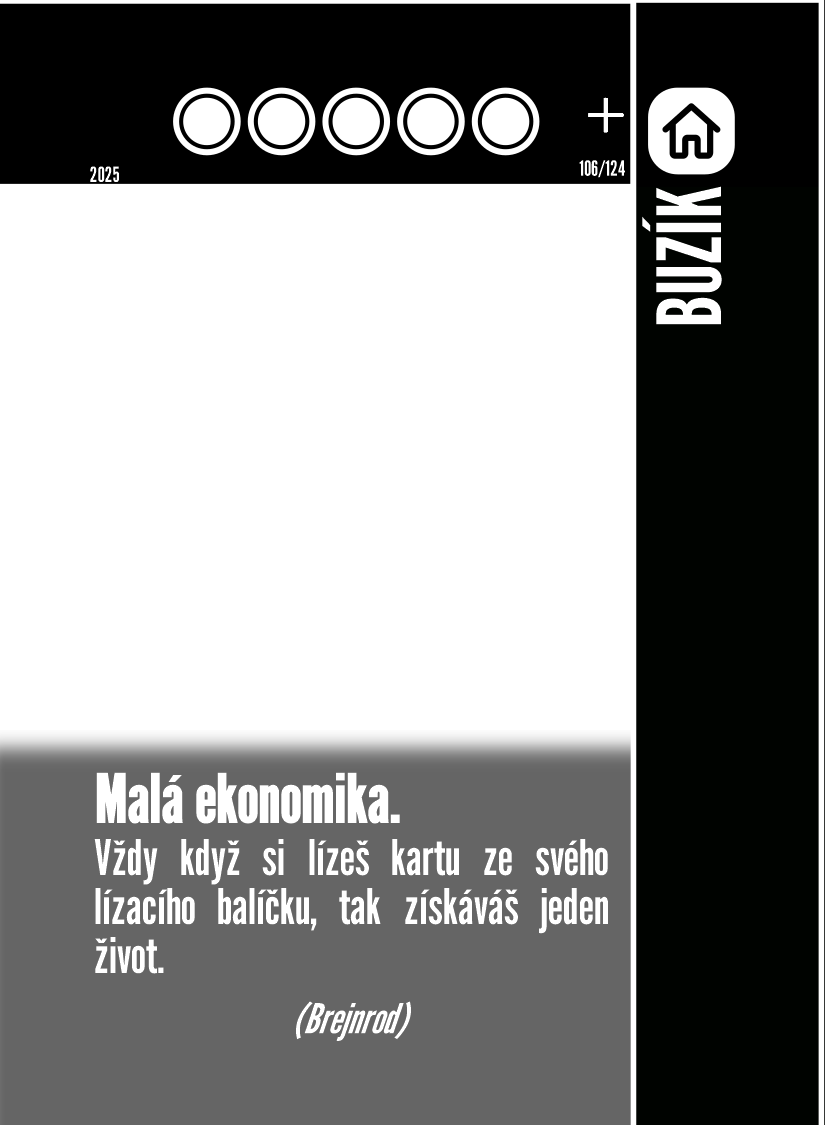 +
2025
106/124
BUZÍK
Malá ekonomika.
Vždy když si lízeš kartu ze svého
lízacího balíčku, tak získáváš jeden
život.
(Brejnrod)